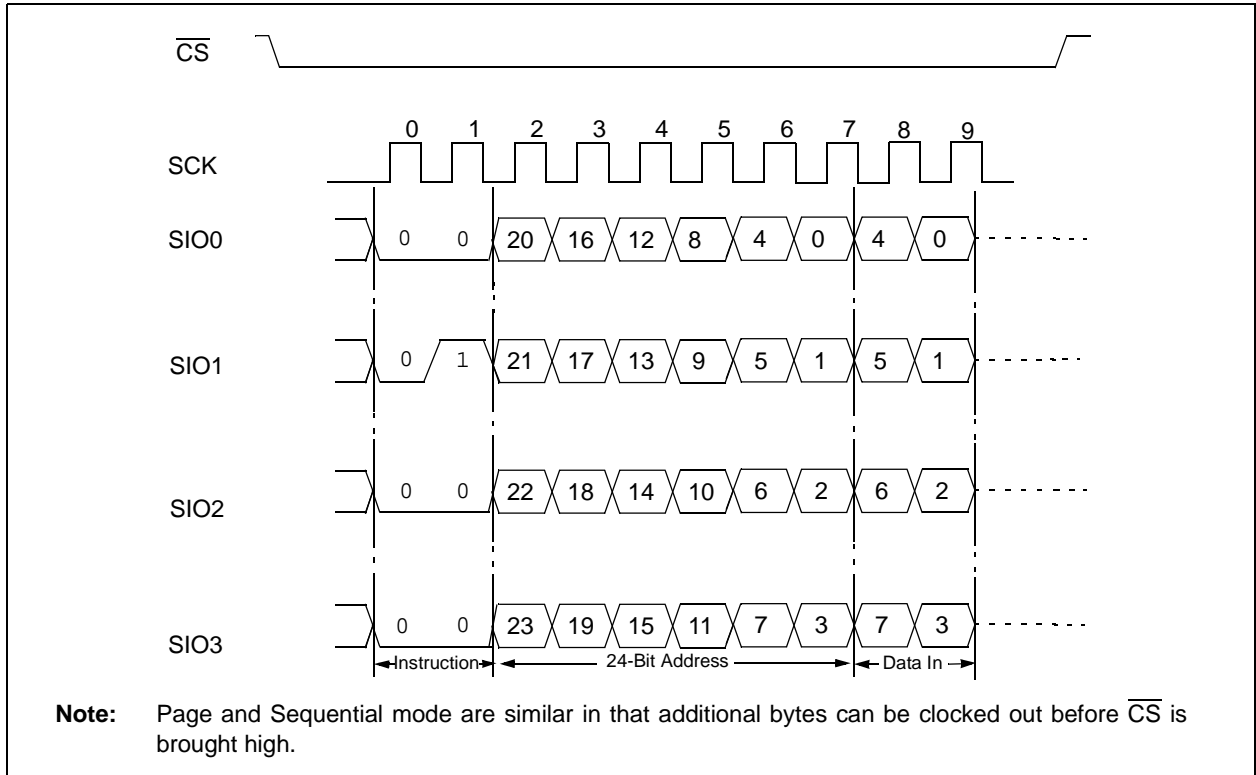 CS
0 1 2 3 4 5 6 7 8 9
SCK
SIO0 0 0 20 16 12 8 4 0 4 0
SIO1 0 1 21 17 13 9 5 1 5 1
SIO2 0 0 22 18 14 10 6 2 6 2
SIO3 0 0 23 19 15 11 7 3 7 3
Instruction 24-Bit Address Data In
Note: Page and Sequential mode are similar in that additional bytes can be clocked out before CS is
brought high.